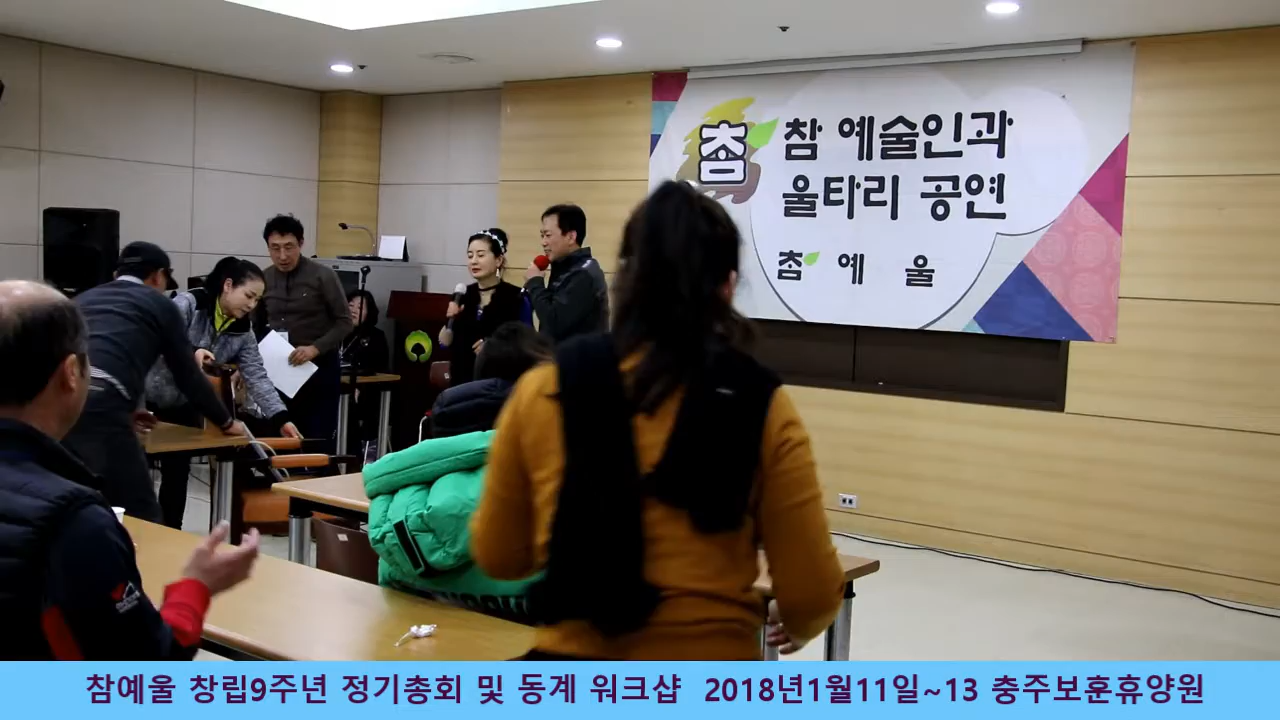 참
참 예술인과
울타리 공연
참 예 울
참예울 창립9주년 정기총회 및 동계 워크샵 2018년1월11일~13 충주보훈휴양원